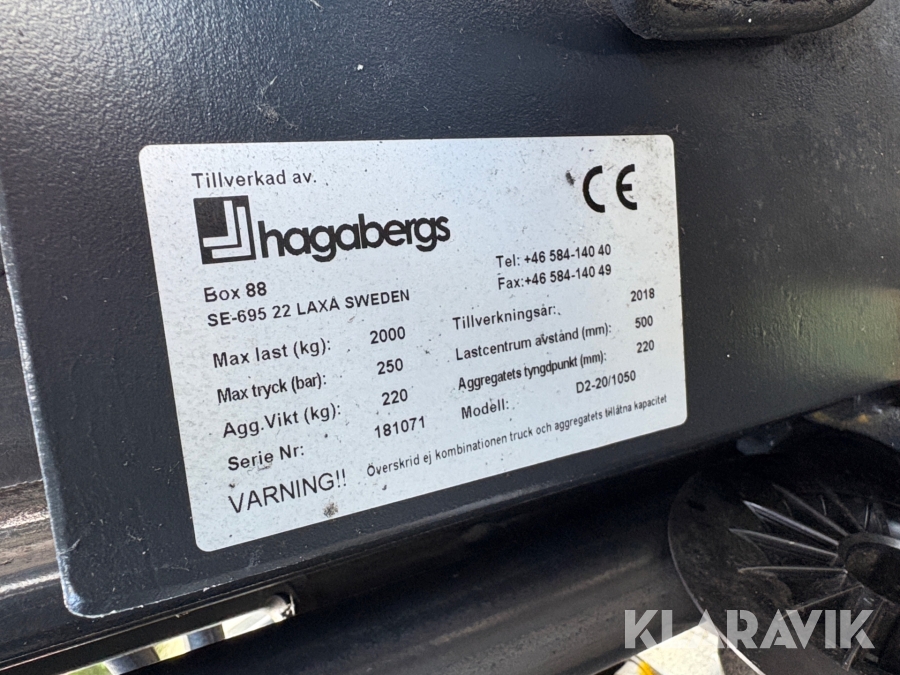 Tillverkad av.
CE
hagabergs
Box 88
SE-695 22 LAXÅ SWEDEN
Tel: +46 584-140 40
Fax:+46 584-140 49
Max last (kg): 2000
Tillverkningsår: 2018
Max tryck (bar): 250
Lastcentrum avstånd (mm): 500
Agg.Vikt (kg): 220
Aggregatets tyngdpunkt (mm): 220
Serie Nr: 181071
Modell: D2-20/1050
VARNING!! Överskrid ej kombinationen truck och aggregatets tillåtna kapacitet
KLARAVIK